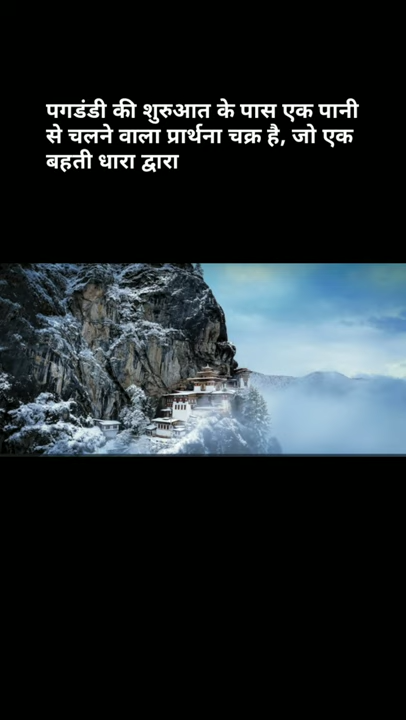 पगडंडी की शुरुआत के पास एक पानी
से चलने वाला प्रार्थना चक्र है, जो एक
बहती धारा द्वारा